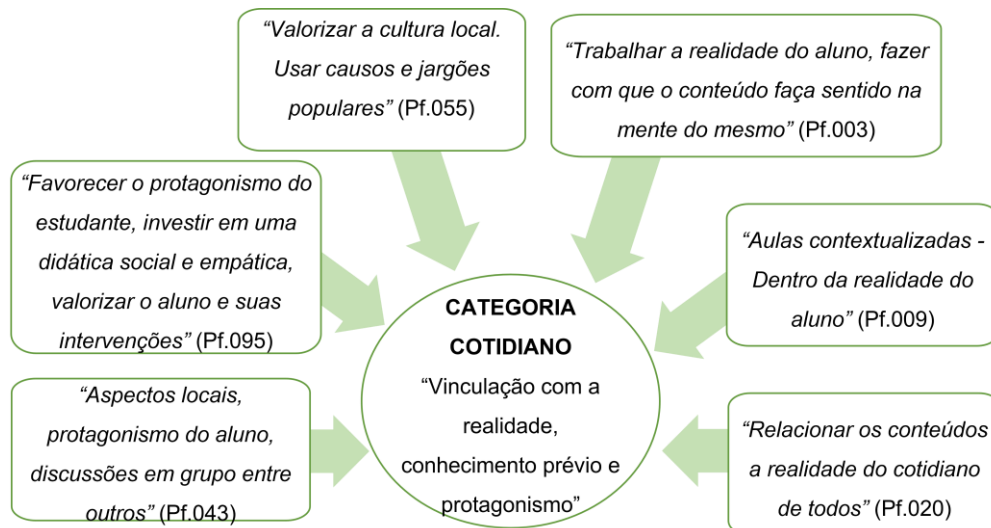 “Valorizar a cultura local.
Usar causos e jargões
populares” (Pf.055)
“Trabalhar a realidade do aluno, fazer
com que o conteúdo faça sentido na
mente do mesmo” (Pf.003)
“Favorecer o protagonismo do
estudante, investir em uma
didática social e empática,
valorizar o aluno e suas
intervenções” (Pf.095)
“Aulas contextualizadas -
Dentro da realidade do
aluno” (Pf.009)
CATEGORIA
COTIDIANO
“Vinculação com a
realidade,
conhecimento prévio e
protagonismo”
“Aspectos locais,
protagonismo do aluno,
discussões em grupo entre
outros” (Pf.043)
“Relacionar os conteúdos
a realidade do cotidiano
de todos” (Pf.020)